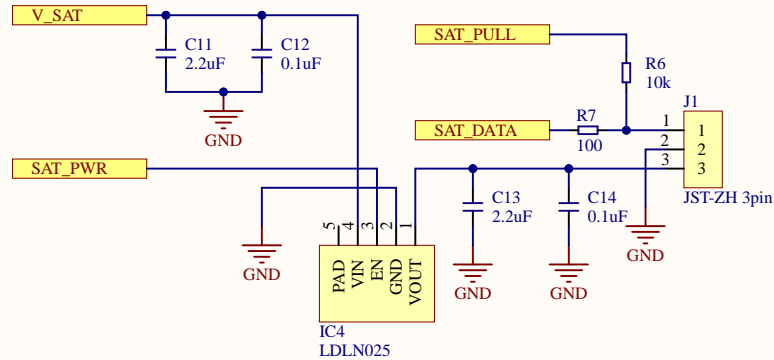 V_SAT
C11
2.2uF
C12
0.1uF
GND
SAT_PULL
R6
10k
J1
SAT_DATA
R7
100
1
2
3
1
2
3
JST-ZH 3pin
SAT_PWR
GND
5
4
3
2
1
PAD
VIN
EN
GND
VOUT
IC4
LDLN025
C13
2.2uF
C14
0.1uF
GND
GND
GND